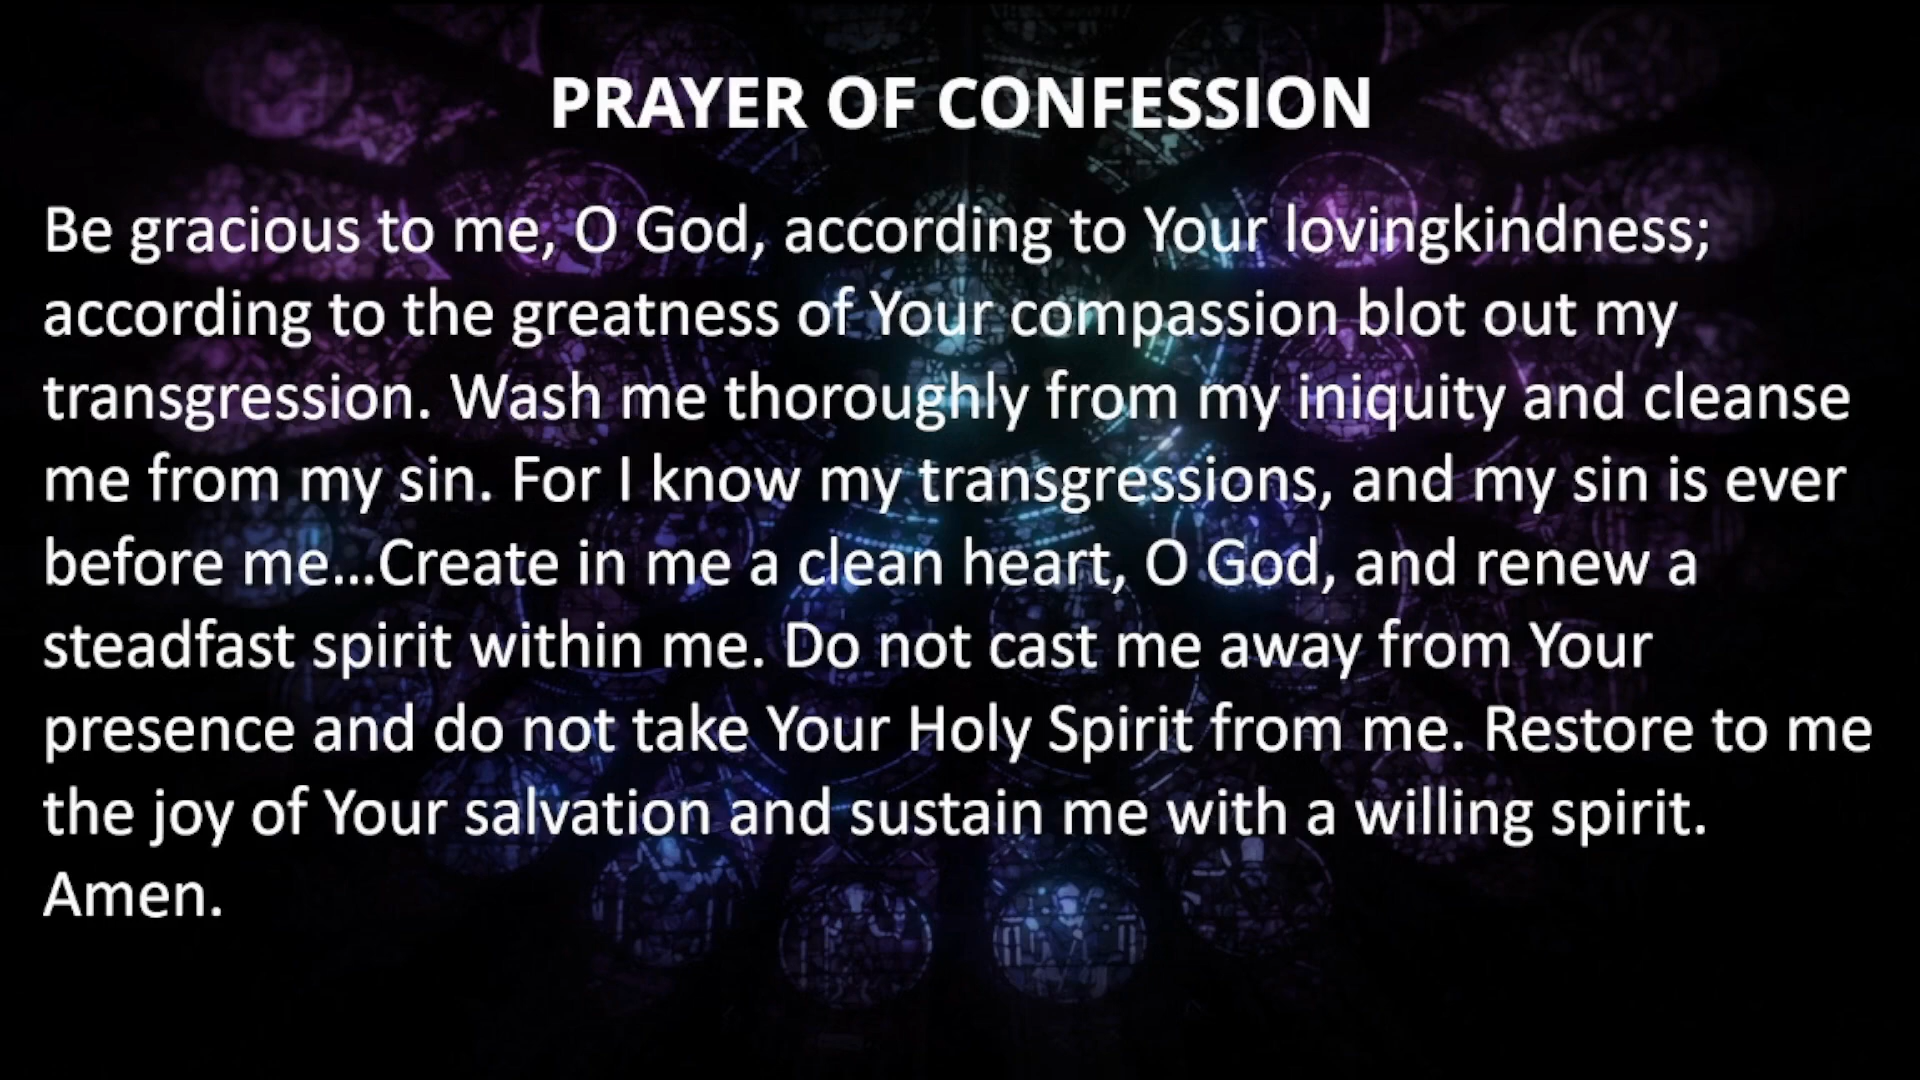 PRAYER OF CONFESSION
Be gracious to me, O God, according to Your lovingkindness;
according to the greatness of Your compassion blot out my
transgression. Wash me thoroughly from my iniquity and cleanse
me from my sin. For I know my transgressions, and my sin is ever
before me...Create in me a clean heart, O God, and renew a
steadfast spirit within me. Do not cast me away from Your
presence and do not take Your Holy Spirit from me. Restore to me
the joy of Your salvation and sustain me with a willing spirit.
Amen.